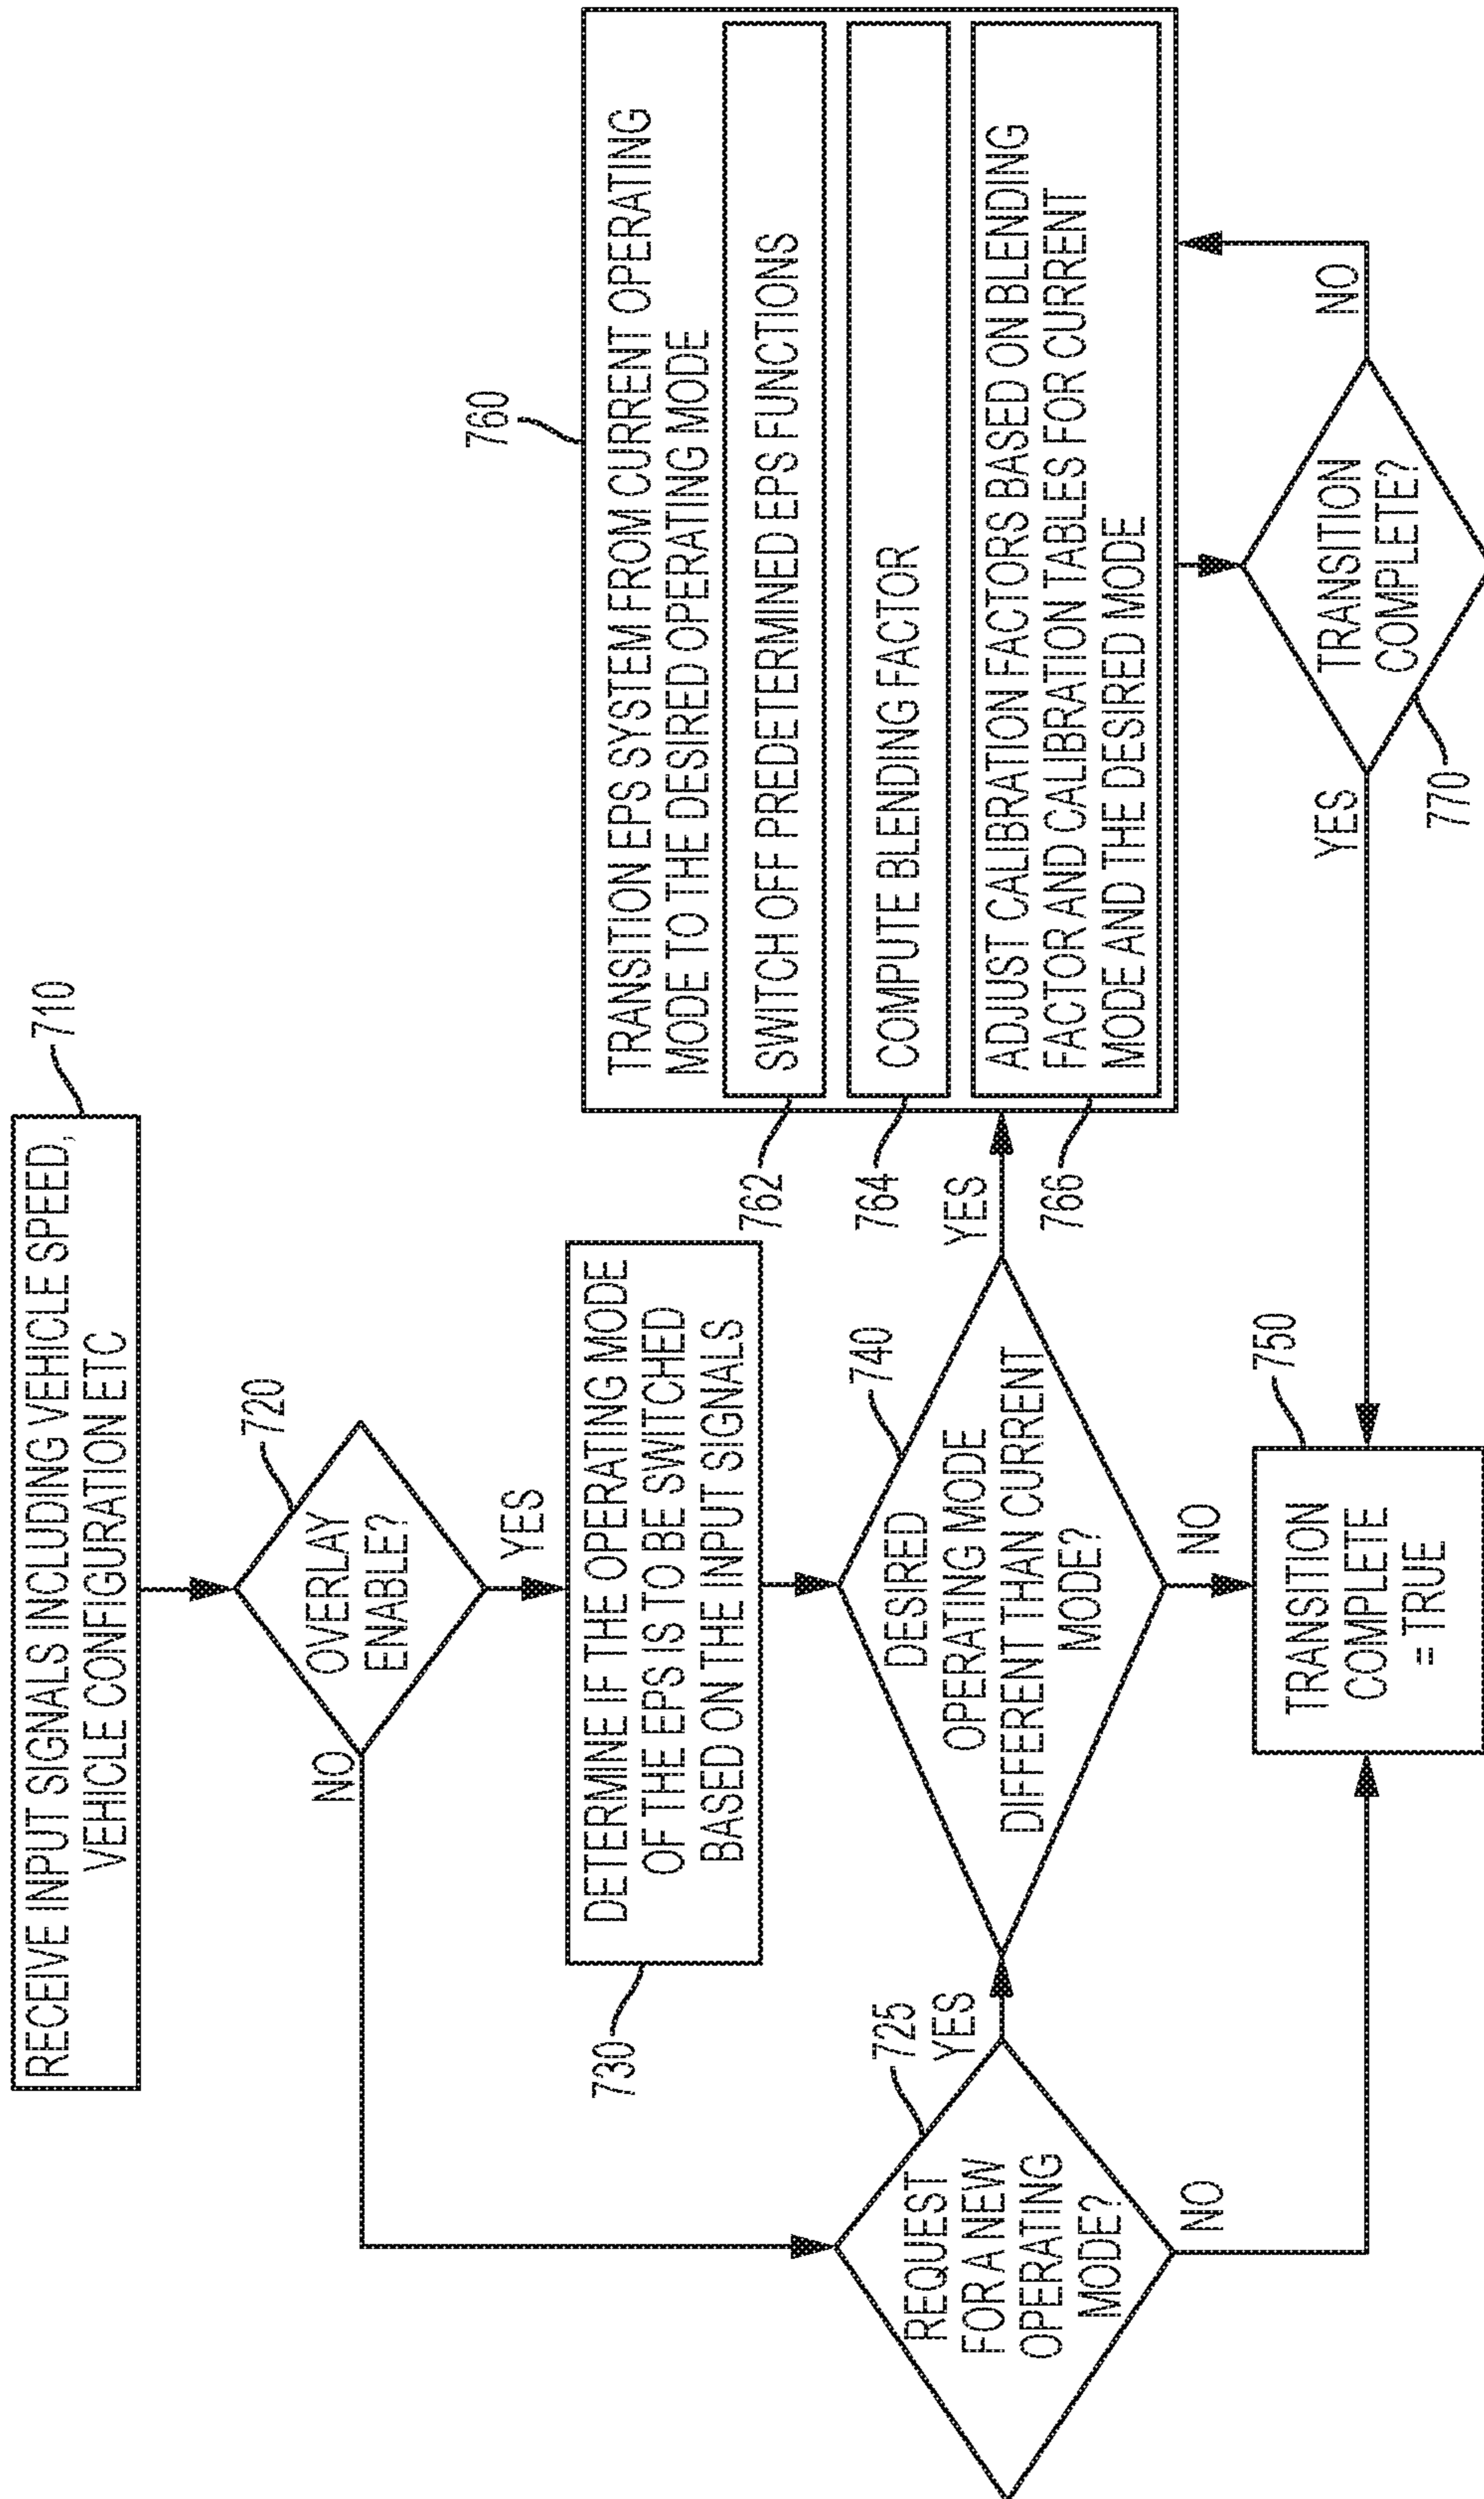 RECEIVE INPUT SIGNALS INCLUDING VEHICLE SPEED,
VEHICLE CONFIGURATION ETC
710
OVERLAY
ENABLE?
720
NO
YES
DETERMINE IF THE OPERATING MODE
OF THE EPS IS TO BE SWITCHED
BASED ON THE INPUT SIGNALS
730
REQUEST
FOR A NEW
OPERATING
MODE?
725
YES
NO
DESIRED
OPERATING MODE
DIFFERENT THAN CURRENT
MODE?
740
YES
NO
TRANSITION
COMPLETE
= TRUE
750
760
TRANSITION EPS SYSTEM FROM CURRENT OPERATING
MODE TO THE DESIRED OPERATING MODE
762
SWITCH OFF PREDETERMINED EPS FUNCTIONS
764
COMPUTE BLENDING FACTOR
766
ADJUST CALIBRATION FACTORS BASED ON BLENDING
FACTOR AND CALIBRATION TABLES FOR CURRENT
MODE AND THE DESIRED MODE
TRANSITION
COMPLETE?
770
YES
NO